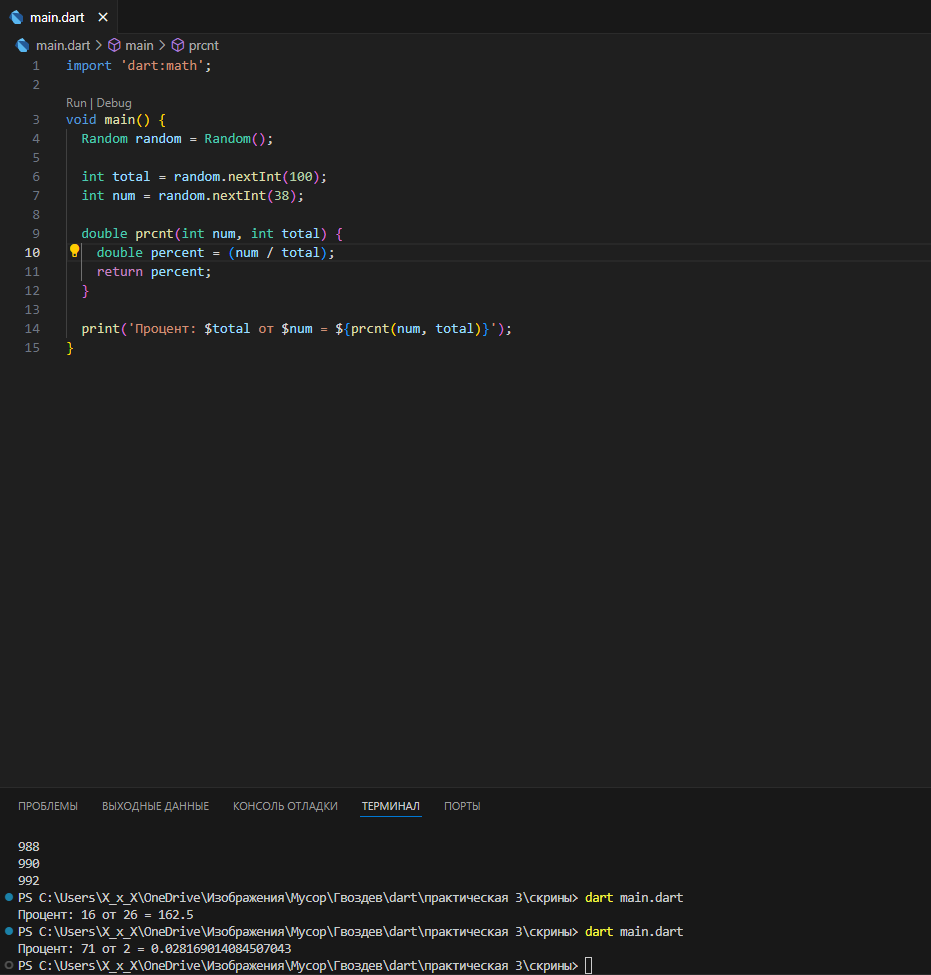 main.dart
main.dart > main > prcnt
1 import 'dart:math';
2
Run | Debug
3 void main() {
4 Random random = Random();
5
6 int total = random.nextInt(100);
7 int num = random.nextInt(38);
8
9 double prcnt(int num, int total) {
10 double percent = (num / total);
11 return percent;
12 }
13
14 print('Процент: $total от $num = ${prcnt(num, total)}');
15 }
ПРОБЛЕМЫ ВЫХОДНЫЕ ДАННЫЕ КОНСОЛЬ ОТЛАДКИ ТЕРМИНАЛ ПОРТЫ
988
990
992
PS C:\Users\X_x_X\OneDrive\Изображения\Мусор\Гвоздев\dart\практическая 3\скрины> dart main.dart
Процент: 16 от 26 = 162.5
PS C:\Users\X_x_X\OneDrive\Изображения\Мусор\Гвоздев\dart\практическая 3\скрины> dart main.dart
Процент: 71 от 2 = 0.028169014084507043
PS C:\Users\X_x_X\OneDrive\Изображения\Мусор\Гвоздев\dart\практическая 3\скрины>